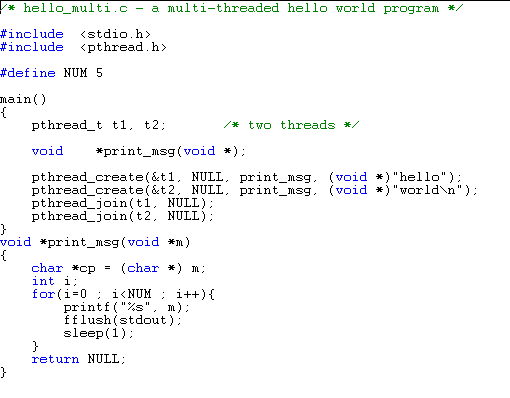 /* hello_multi.c - a multi-threaded hello world program */
#include  <stdio.h>
#include  <pthread.h>
#define NUM 5
main()
{
    pthread_t t1, t2;       /* two threads */
    void    *print_msg(void *);
    pthread_create(&t1, NULL, print_msg, (void *)"hello");
    pthread_create(&t2, NULL, print_msg, (void *)"world\n");
    pthread_join(t1, NULL);
    pthread_join(t2, NULL);
}
void *print_msg(void *m)
{
    char *cp = (char *) m;
    int i;
    for(i=0 ; i<NUM ; i++){
        printf("%s", m);
        fflush(stdout);
        sleep(1);
    }
    return NULL;
}